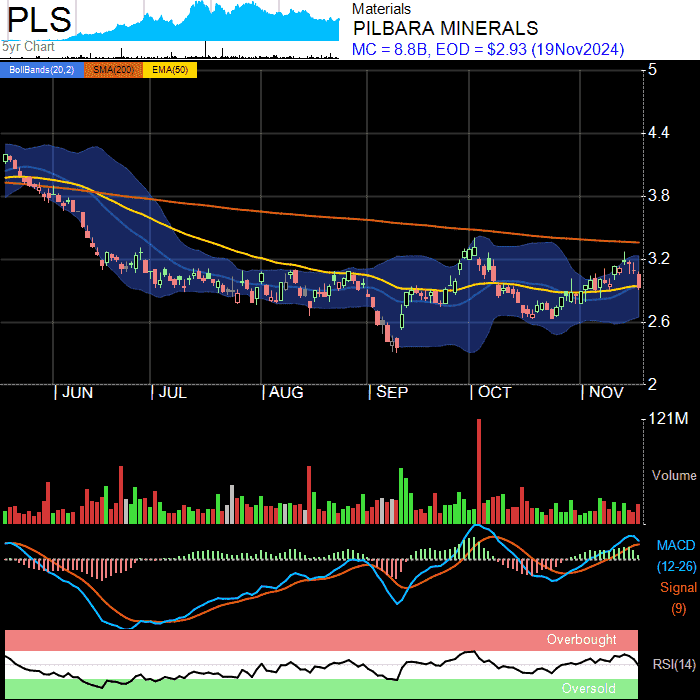 PLS
5yr Chart
Materials
PILBARA MINERALS
MC = 8.8B, EOD = $2.93 (19Nov2024)
BollBands(20,2) SMA(200) EMA(50)
5
4.4
3.8
3.2
2.6
2
JUN JUL AUG SEP OCT NOV
121M
Volume
MACD
(12-26)
Signal
(9)
Overbought
RSI(14)
Oversold